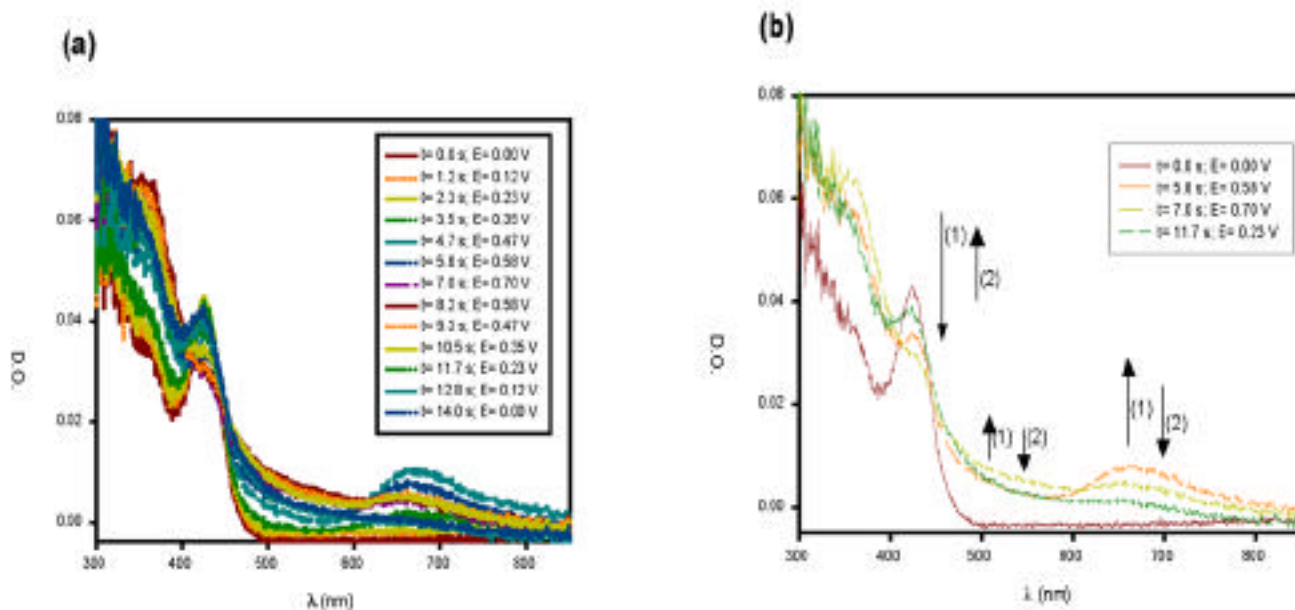 (a)
0.08
0.06
0.04
0.02
0.00
D.O.
300 400 500 600 700 800
λ (nm)
t= 0.0 s; E= 0.00 V
t= 1.2 s; E= 0.12 V
t= 2.3 s; E= 0.23 V
t= 3.5 s; E= 0.35 V
t= 4.7 s; E= 0.47 V
t= 5.8 s; E= 0.58 V
t= 7.0 s; E= 0.70 V
t= 8.2 s; E= 0.58 V
t= 9.3 s; E= 0.47 V
t= 10.5 s; E= 0.35 V
t= 11.7 s; E= 0.23 V
t= 12.8 s; E= 0.12 V
t= 14.0 s; E= 0.00 V
(b)
0.08
0.06
0.04
0.02
0.00
D.O.
300 400 500 600 700 800
λ (nm)
t= 0.0 s; E= 0.00 V
t= 5.8 s; E= 0.58 V
t= 7.0 s; E= 0.70 V
t= 11.7 s; E= 0.23 V
(1)
(2)
(1)
(2)
(1)
(2)